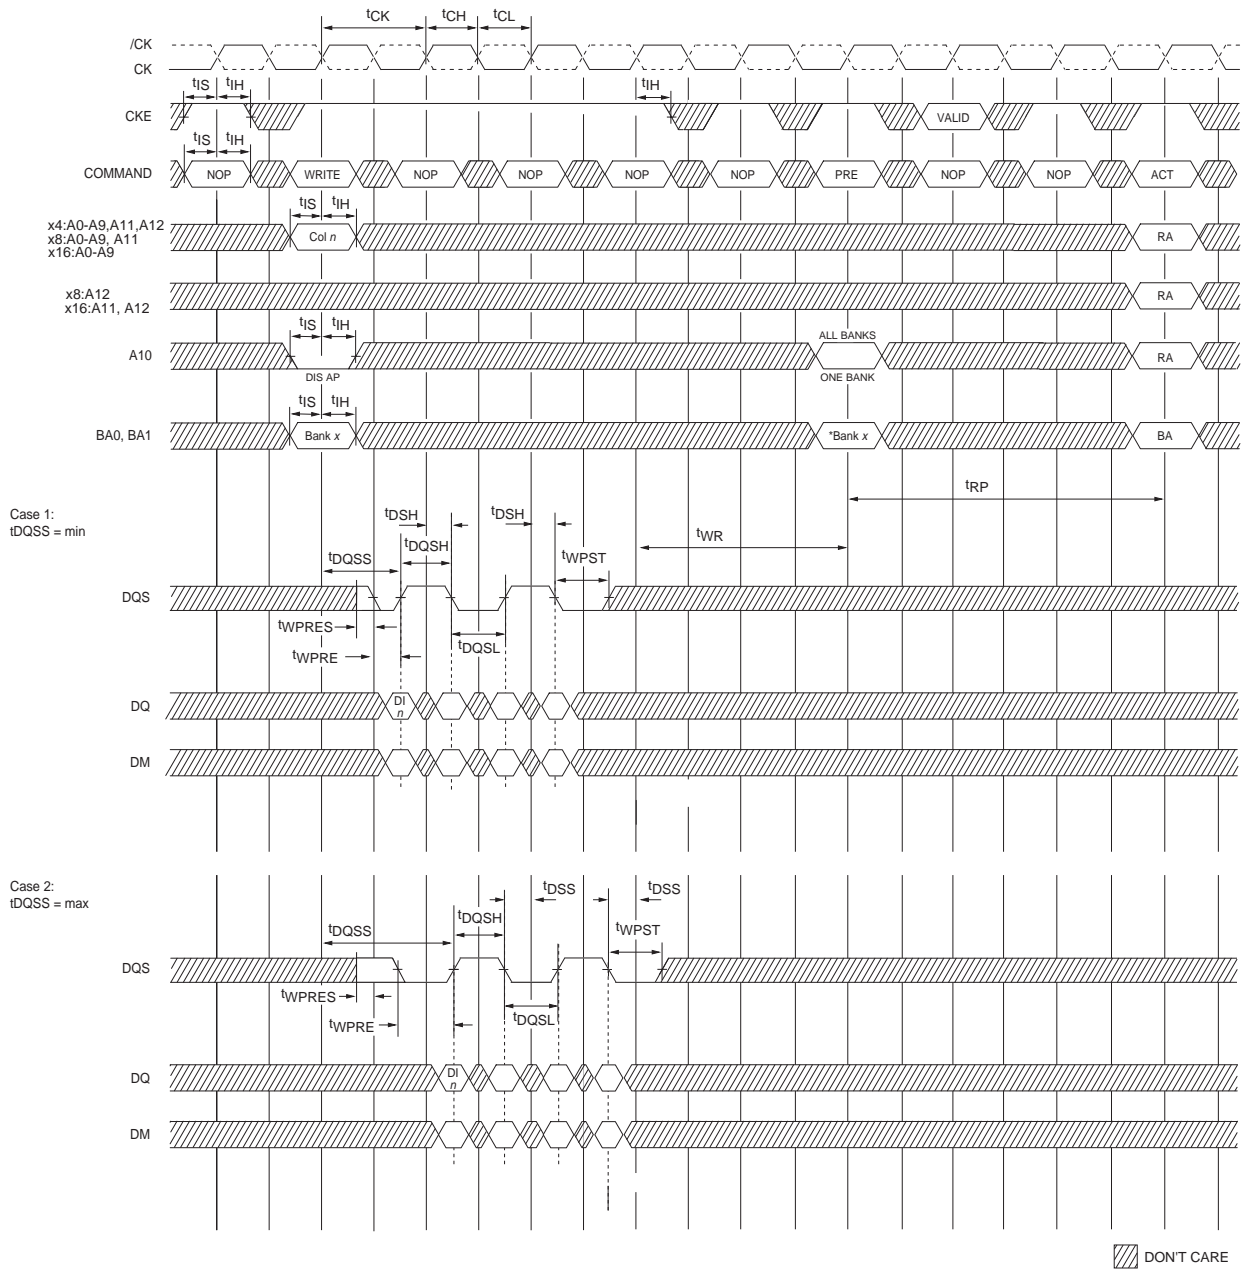 tCK tCH tCL
/CK
CK
tIS tIH tIH
CKE VALID
tIS tIH
COMMAND NOP WRITE NOP NOP NOP NOP PRE NOP NOP ACT
tIS tIH
x4:A0-A9,A11,A12
x8:A0-A9, A11
x16:A0-A9
Col n RA
x8:A12
x16:A11, A12
RA
tIS tIH ALL BANKS
A10 RA
DIS AP ONE BANK
tIS tIH
BA0, BA1 Bank x *Bank x BA
tRP
Case 1:
tDQSS = min
tDSH tDSH
tDQSS tDQSH tWPST tWR
DQS
tWPRES tDQSL
tWPRE
DQ DI
n
DM
Case 2:
tDQSS = max
tDSS tDSS
tDQSS tDQSH tWPST
DQS
tWPRES
tWPRE tDQSL
DQ DI
n
DM
DON'T CARE